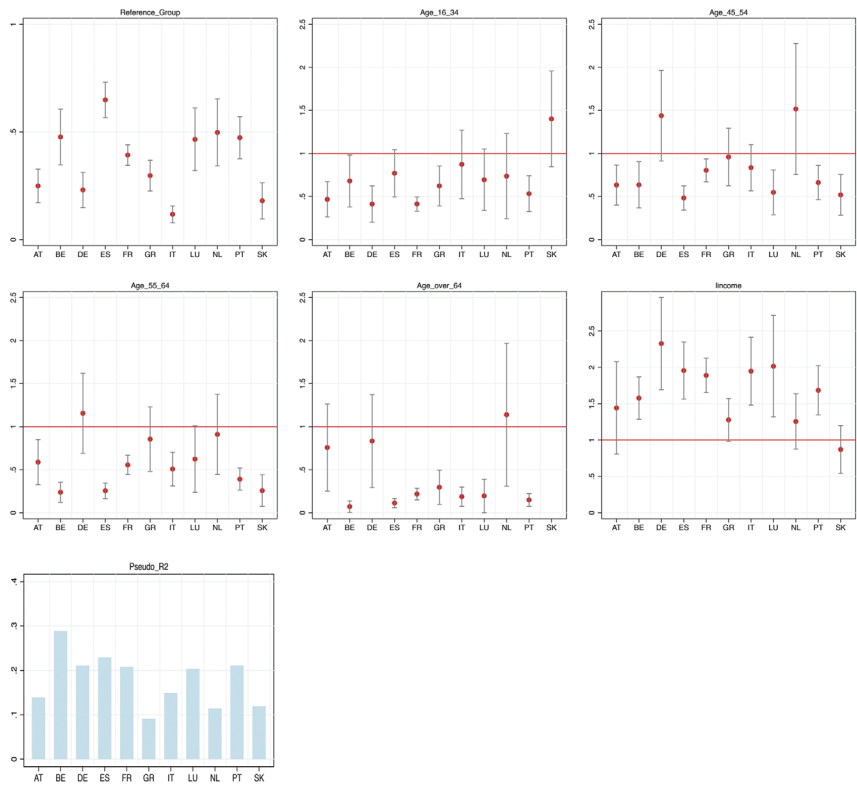 Reference_Group
1
.5
0
AT BE DE ES FR GR IT LU NL PT SK
Age_16_34
2.5
2
1.5
1
.5
0
AT BE DE ES FR GR IT LU NL PT SK
Age_45_54
2.5
2
1.5
1
.5
0
AT BE DE ES FR GR IT LU NL PT SK
Age_55_64
2.5
2
1.5
1
.5
0
AT BE DE ES FR GR IT LU NL PT SK
Age_over_64
2.5
2
1.5
1
.5
0
AT BE DE ES FR GR IT LU NL PT SK
lincome
2.5
2
1.5
1
.5
0
AT BE DE ES FR GR IT LU NL PT SK
Pseudo_R2
.4
.3
.2
.1
0
AT BE DE ES FR GR IT LU NL PT SK